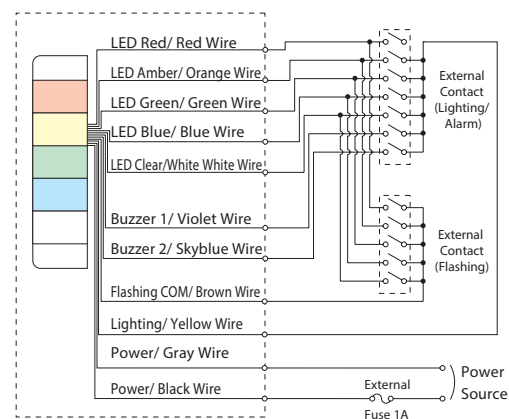 LED Red/ Red Wire
LED Amber/ Orange Wire
LED Green/ Green Wire
LED Blue/ Blue Wire
LED Clear/White White Wire
Buzzer 1/ Violet Wire
Buzzer 2/ Skyblue Wire
Flashing COM/ Brown Wire
Lighting/ Yellow Wire
Power/ Gray Wire
Power/ Black Wire
External
Contact
(Lighting/
Alarm)
External
Contact
(Flashing)
Power
Source
External
Fuse 1A